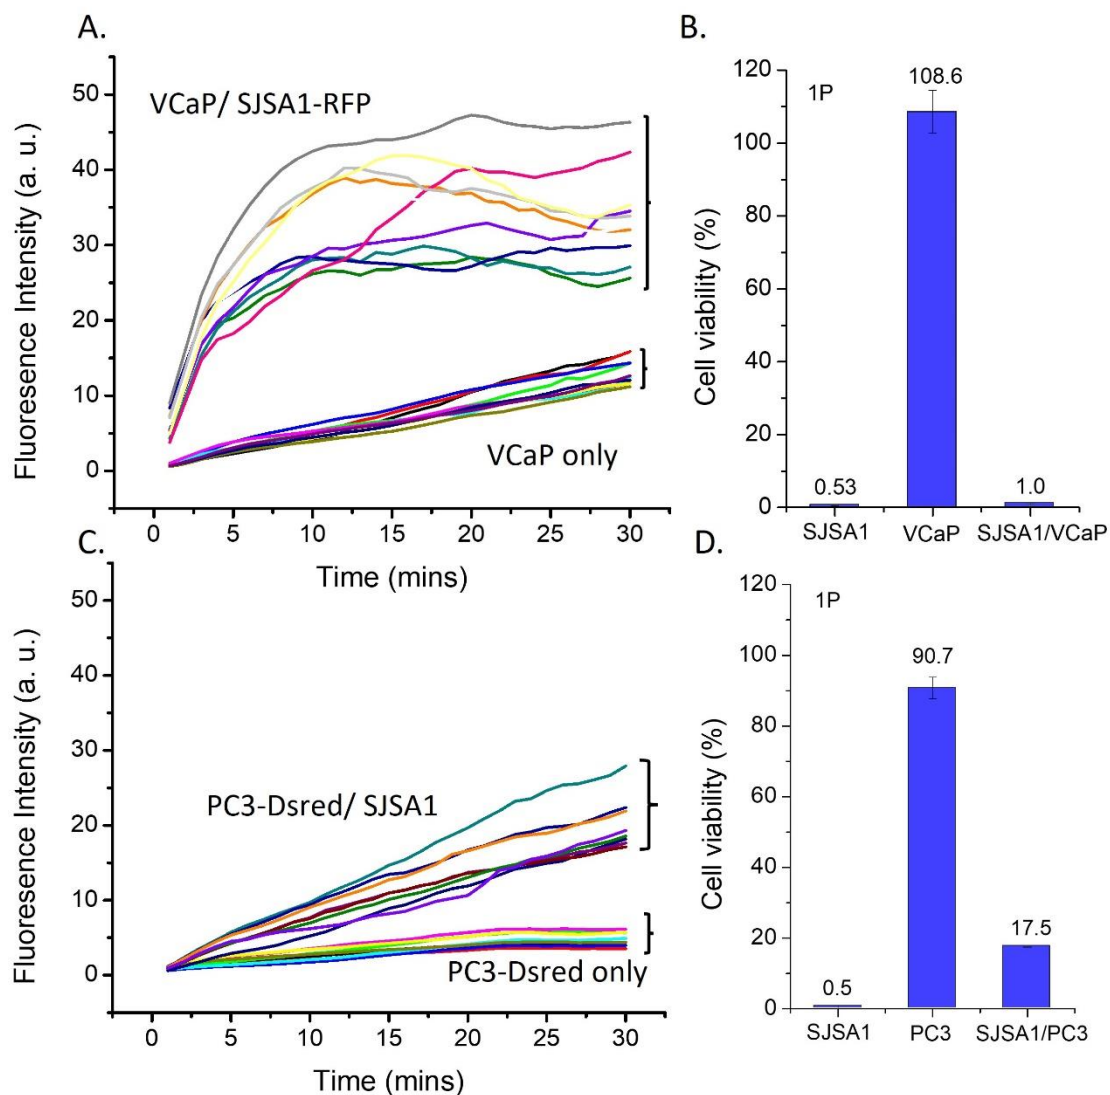 A.
VCaP/ SJSA1-RFP
VCaP only
Fluoresence Intensity (a. u.)
50
40
30
20
10
0
0 5 10 15 20 25 30
Time (mins)
B.
1P
Cell viability (%)
120
100
80
60
40
20
0
0.53
108.6
1.0
SJSA1 VCaP SJSA1/VCaP
C.
PC3-Dsred/ SJSA1
PC3-Dsred only
Fluoresence Intensity (a. u.)
50
40
30
20
10
0
0 5 10 15 20 25 30
Time (mins)
D.
1P
Cell viability (%)
120
100
80
60
40
20
0
0.5
90.7
17.5
SJSA1 PC3 SJSA1/PC3